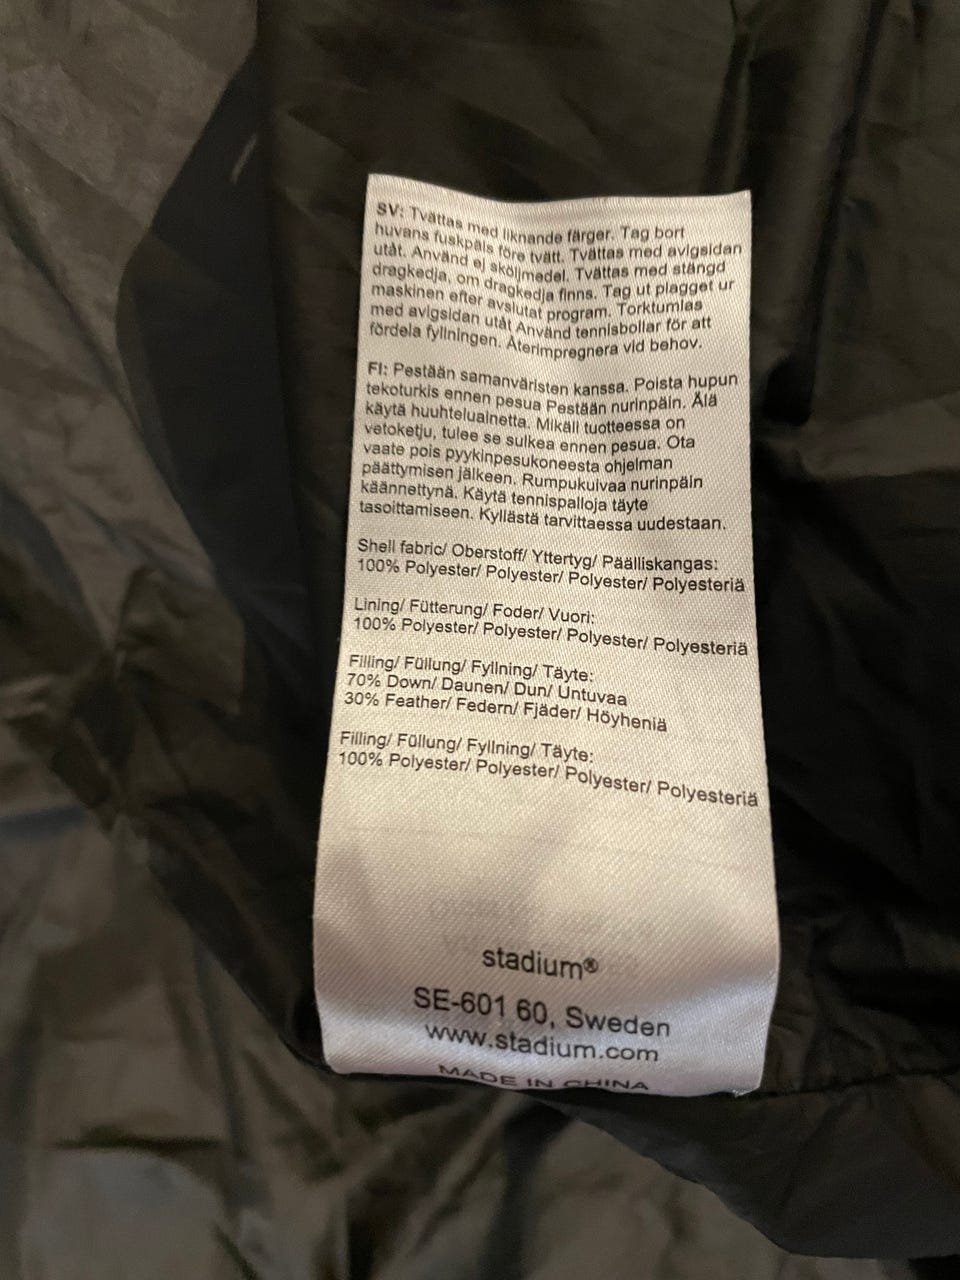 SV: Tvättas med liknande färger. Tag bort
huvans fuskpäls före tvätt. Tvättas med avigsidan
utåt. Använd ej sköljmedel. Tvättas med stängd
dragkedja, om dragkedja finns. Tag ut plagget ur
maskinen efter avslutat program. Torktumlas
med avigsidan utåt Använd tennisbollar för att
fördela fyllningen. Återimpregnera vid behov.
FI: Pestään samanväristen kanssa. Poista hupun
tekoturkis ennen pesua Pestään nurinpäin. Älä
käytä huuhteluainetta. Mikäli tuotteessa on
vetoketju, tulee se sulkea ennen pesua. Ota
vaate pois pyykinpesukoneesta ohjelman
päättymisen jälkeen. Rumpukuivaa nurinpäin
käännettynä. Käytä tennispalloja täyte
tasoittamiseen. Kyllästä tarvittaessa uudestaan.
Shell fabric/ Oberstoff/ Yttertyg/ Päälliskangas:
100% Polyester/ Polyester/ Polyester/ Polyesteriä
Lining/ Fütterung/ Foder/ Vuori:
100% Polyester/ Polyester/ Polyester/ Polyesteriä
Filling/ Füllung/ Fyllning/ Täyte:
70% Down/ Daunen/ Dun/ Untuvaa
30% Feather/ Federn/ Fjäder/ Höyheniä
Filling/ Füllung/ Fyllning/ Täyte:
100% Polyester/ Polyester/ Polyester/ Polyesteriä
stadium®
SE-601 60, Sweden
www.stadium.com
MADE IN CHINA